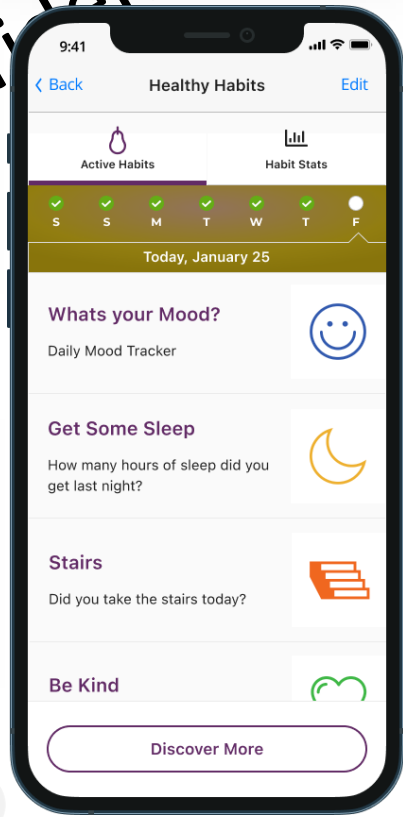 9:41
Back Healthy Habits Edit
Active Habits Habit Stats
S S M T W T F
Today, January 25
Whats your Mood?
Daily Mood Tracker
Get Some Sleep
How many hours of sleep did you
get last night?
Stairs
Did you take the stairs today?
Be Kind
Discover More